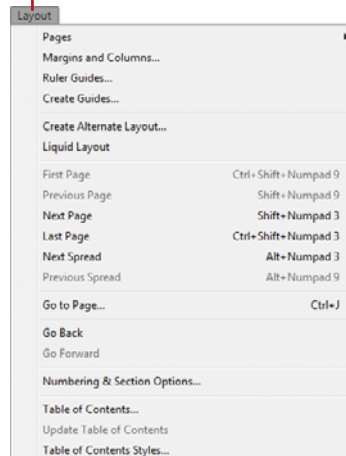 Layout
Pages
Margins and Columns...
Ruler Guides...
Create Guides...
Create Alternate Layout...
Liquid Layout
First Page Ctrl+Shift+Numpad 9
Previous Page Shift+Numpad 9
Next Page Shift+Numpad 3
Last Page Ctrl+Shift+Numpad 3
Next Spread Alt+Numpad 3
Previous Spread Alt+Numpad 9
Go to Page... Ctrl+J
Go Back
Go Forward
Numbering & Section Options...
Table of Contents...
Update Table of Contents
Table of Contents Styles...